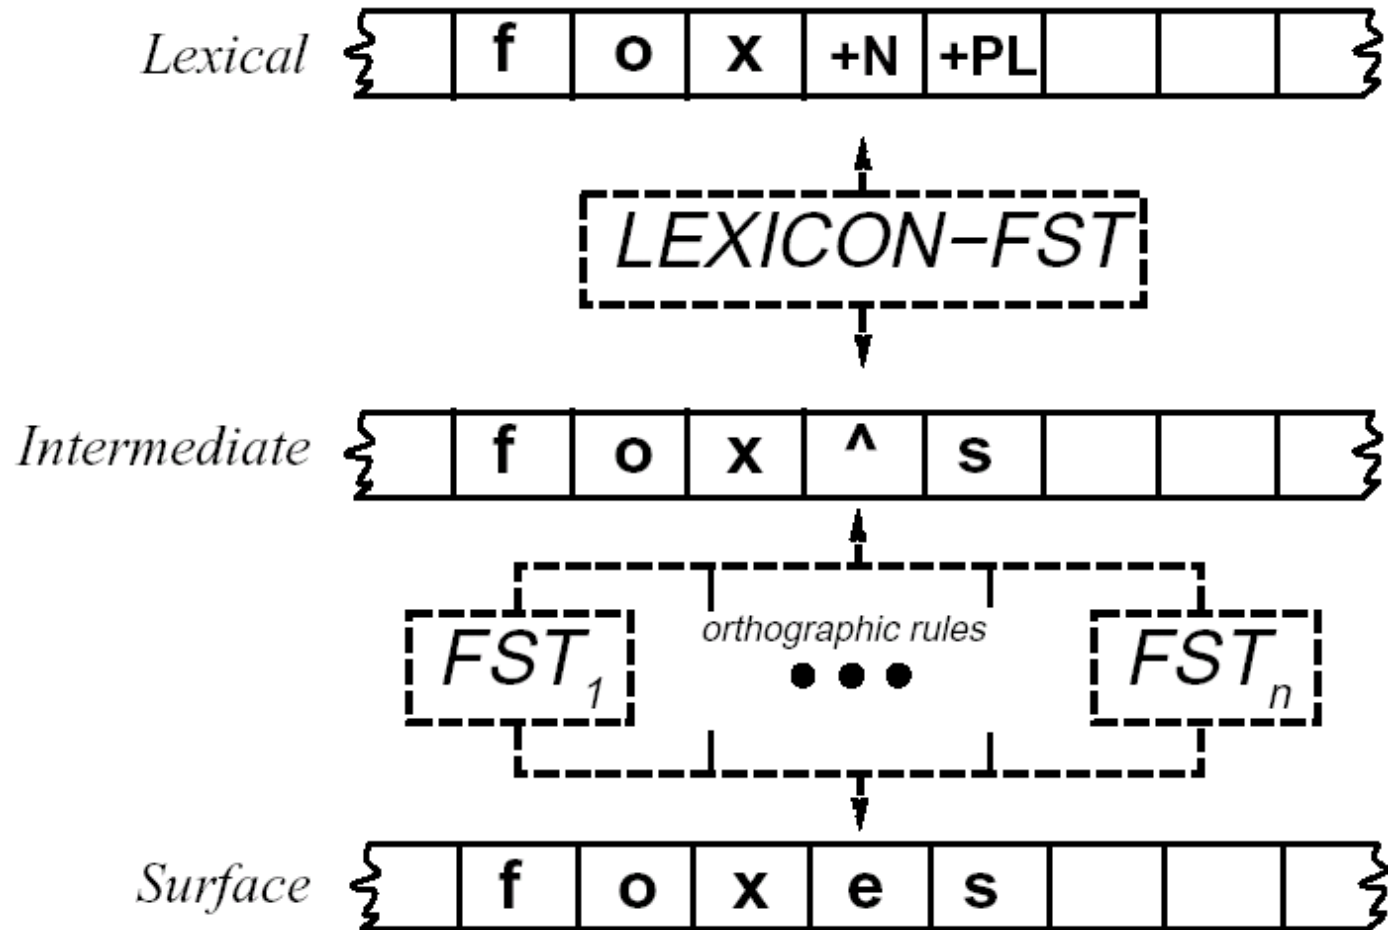 Lexical f o x +N +PL
LEXICON-FST
Intermediate f o x ^ s
orthographic rules
FST1 ●●● FSTn
Surface f o x e s